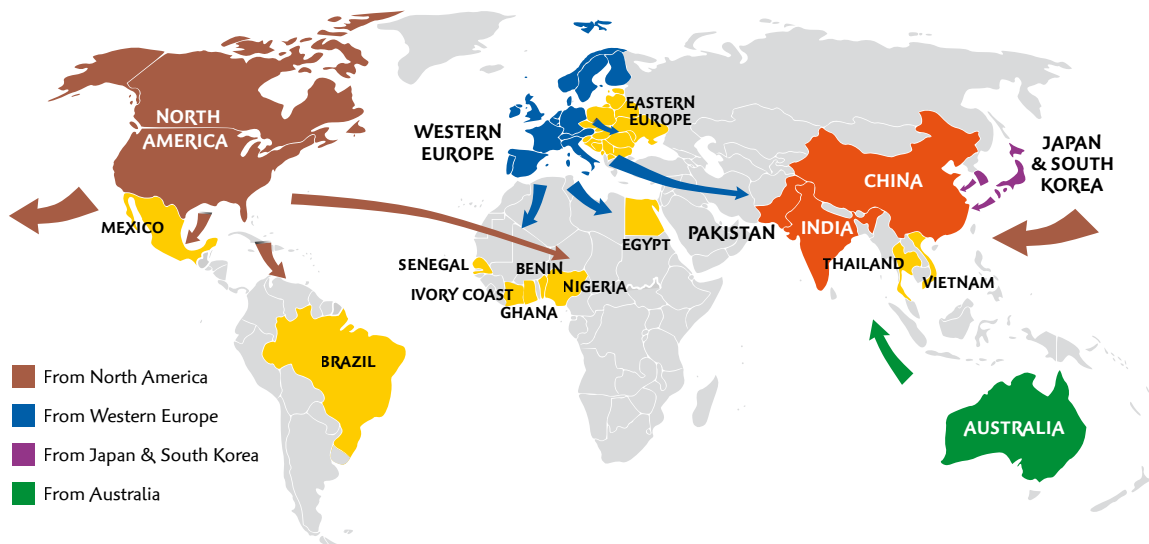 NORTH
AMERICA
WESTERN
EUROPE
EASTERN
EUROPE
JAPAN
& SOUTH
KOREA
CHINA
MEXICO
INDIA
PAKISTAN
EGYPT
SENEGAL
BENIN
THAILAND
NIGERIA
VIETNAM
IVORY COAST
GHANA
BRAZIL
AUSTRALIA
From North America
From Western Europe
From Japan & South Korea
From Australia